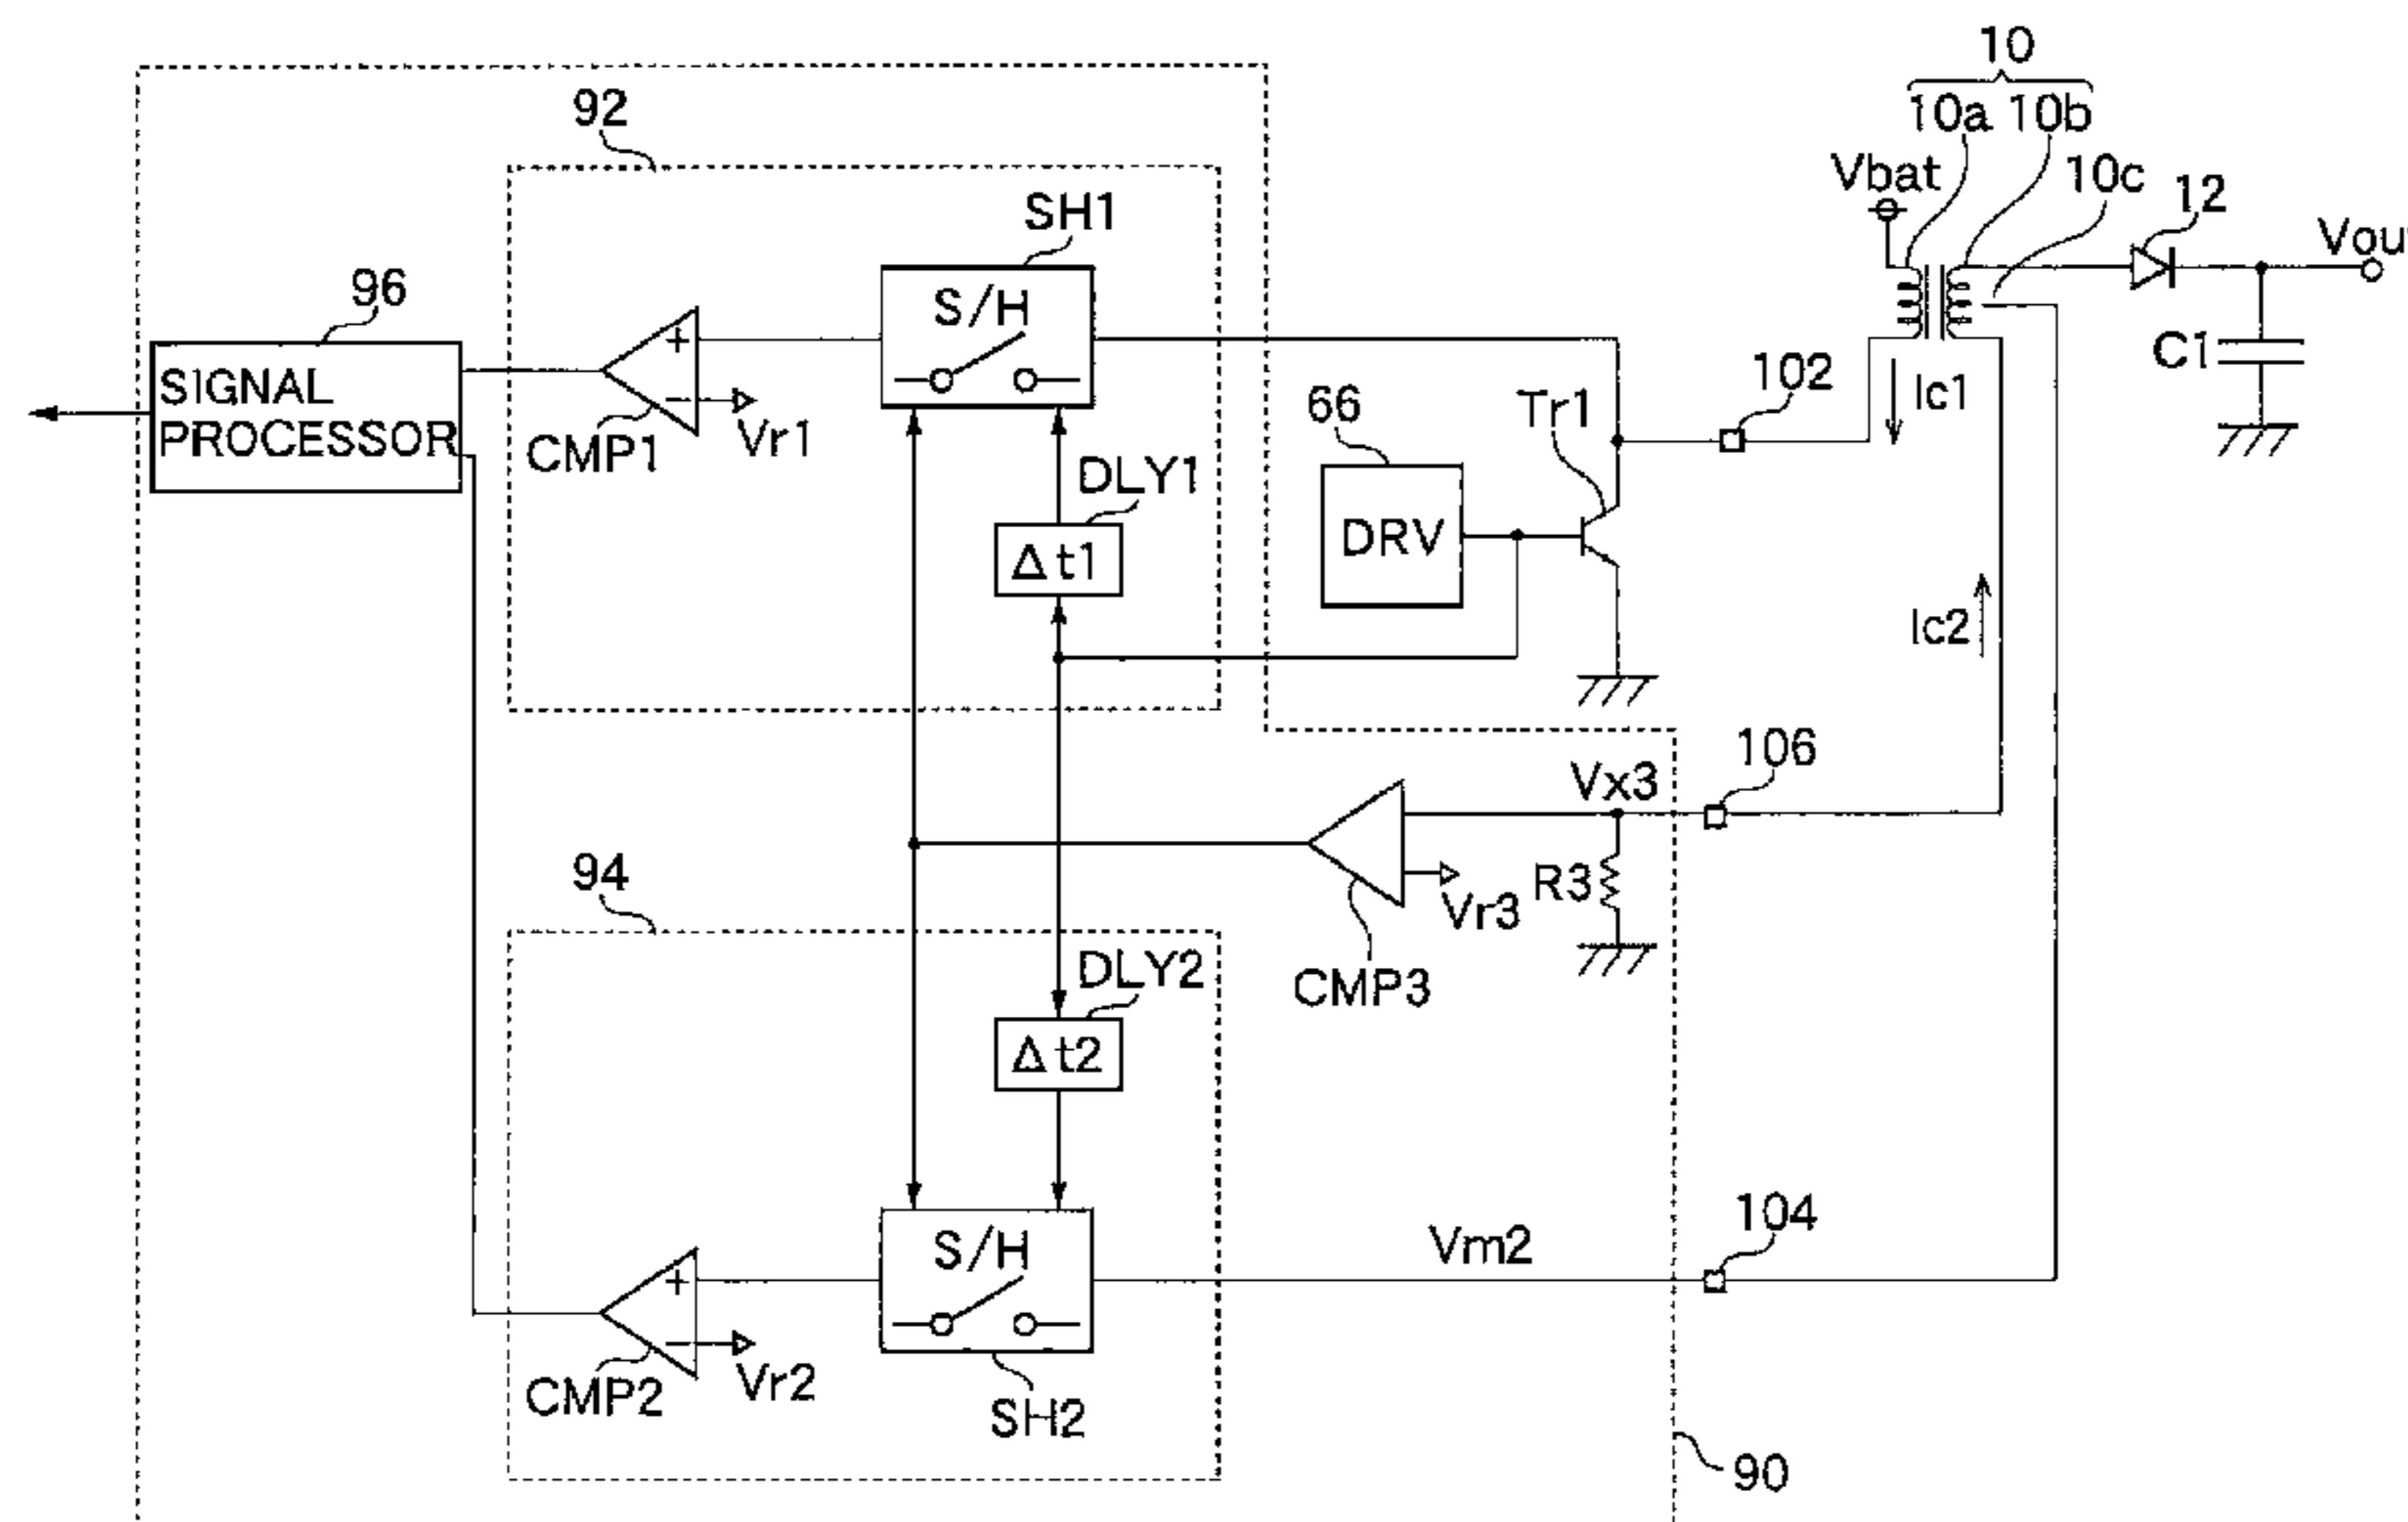 10
10a 10b
92
Vbat
10c
12
SH1
Vou
96
S/H
+
SIGNAL
PROCESSOR
CMP1
−
Vr1
66
Tr1
102
Ic1
C1
DLY1
Δt1
DRV
Ic2
106
Vx3
94
Vr3
R3
CMP3
DLY2
Δt2
104
S/H
Vm2
+
−
CMP2
Vr2
SH2
90